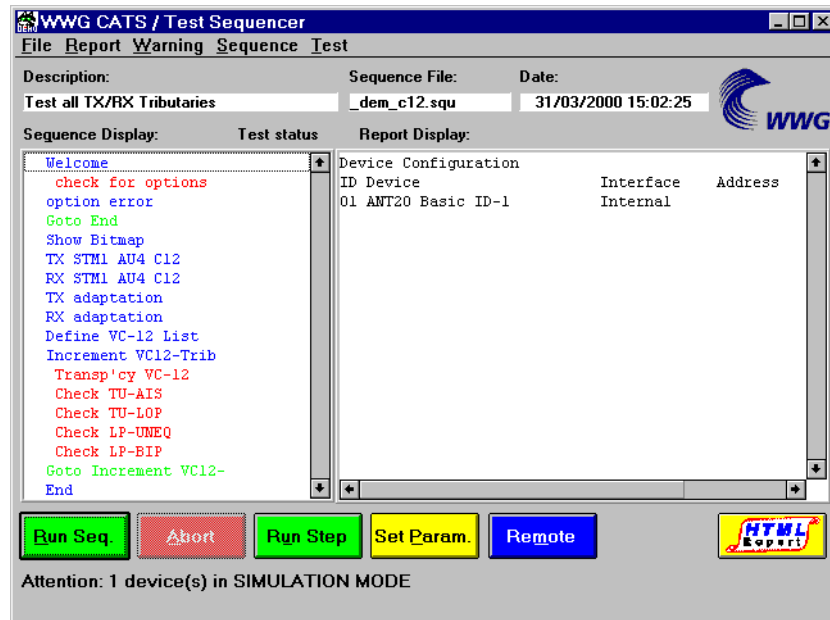 WWG CATS / Test Sequencer
File Report Warning Sequence Test
Description: Sequence File: Date:
Test all TX/RX Tributaries _dem_c12.squ 31/03/2000 15:02:25
WWG
Sequence Display: Test status Report Display:
Welcome
check for options
option error
Goto End
Show Bitmap
TX STM1 AU4 C12
RX STM1 AU4 C12
TX adaptation
RX adaptation
Define VC-12 List
Increment VC12-Trib
Transp'cy VC-12
Check TU-AIS
Check TU-LOP
Check LP-UNEQ
Check LP-BIP
Goto Increment VC12-
End
Device Configuration
ID Device Interface Address
01 ANT20 Basic ID-1 Internal
Run Seq. Abort Run Step Set Param. Remote HTML Export
Attention: 1 device(s) in SIMULATION MODE